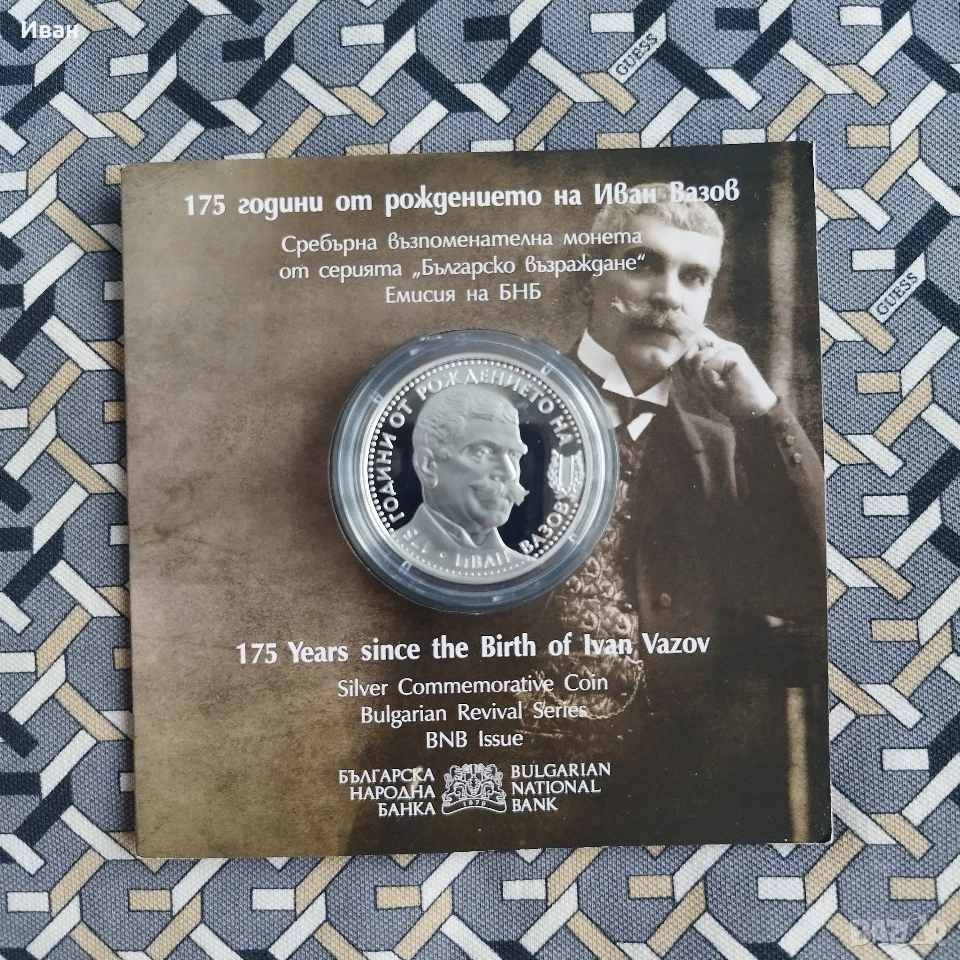 Иван
GUESS
175 години от рождението на Иван Вазов
Сребърна възпоменателна монета
от серията „Българско възраждане“
Емисия на БНБ
GUESS
175 ГОДИНИ ОТ РОЖДЕНИЕТО НА
• ИВАН ВАЗОВ
175 Years since the Birth of Ivan Vazov
Silver Commemorative Coin
Bulgarian Revival Series
BNB Issue
БЪЛГАРСКА
НАРОДНА
БАНКА
1879
BULGARIAN
NATIONAL
BANK